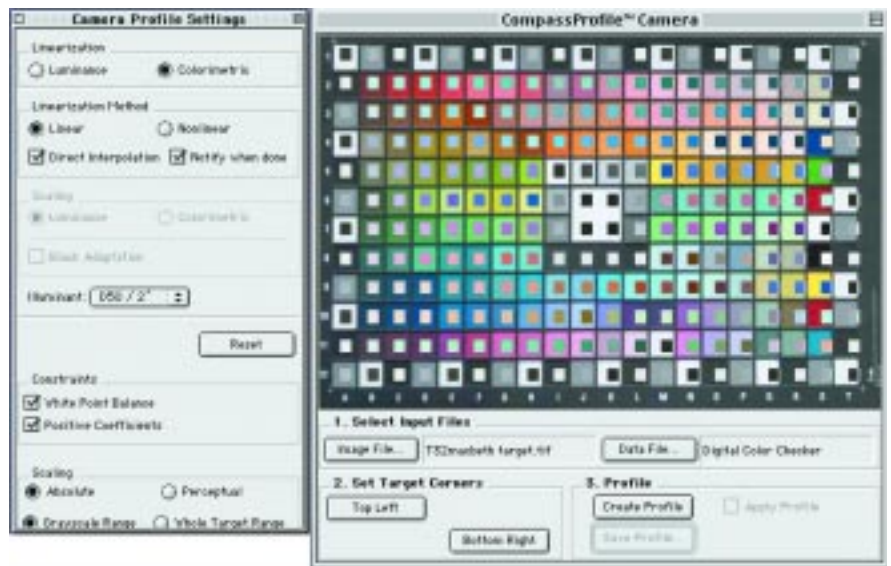 Camera Profile Settings
Linearization
Luminance
Colorimetric
Linearization Method
Linear
Nonlinear
Direct Interpolation
Notify when done
Scaling
Luminance
Colorimetric
Black Adaptation
Illuminant: D50 / 2°
Reset
Constraints
White Point Balance
Positive Coefficients
Scaling
Absolute
Perceptual
Grayscale Range
Whole Target Range
CompassProfile™ Camera
1. Select Input Files
Image File...
TS2macbeth target.tif
Data File...
Digital Color Checker
2. Set Target Corners
Top Left
Bottom Right
3. Profile
Create Profile
Apply Profile
Save Profile...